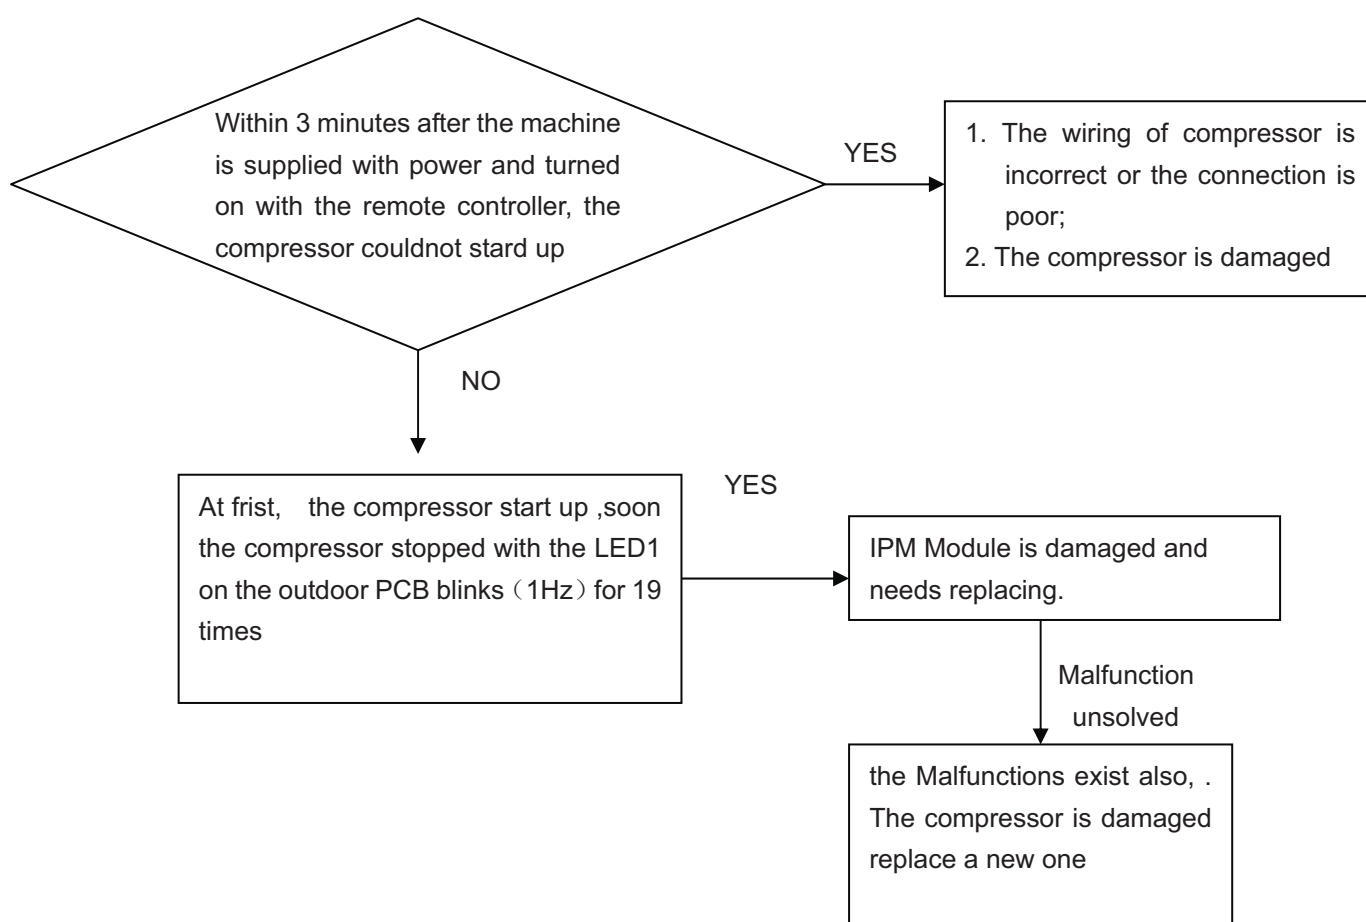 Within 3 minutes after the machine
is supplied with power and turned
on with the remote controller, the
compressor couldnot stard up
YES
1. The wiring of compressor is
incorrect or the connection is
poor;
2. The compressor is damaged
NO
At frist, the compressor start up ,soon
the compressor stopped with the LED1
on the outdoor PCB blinks（1Hz）for 19
times
YES
IPM Module is damaged and
needs replacing.
Malfunction
unsolved
the Malfunctions exist also, .
The compressor is damaged
replace a new one